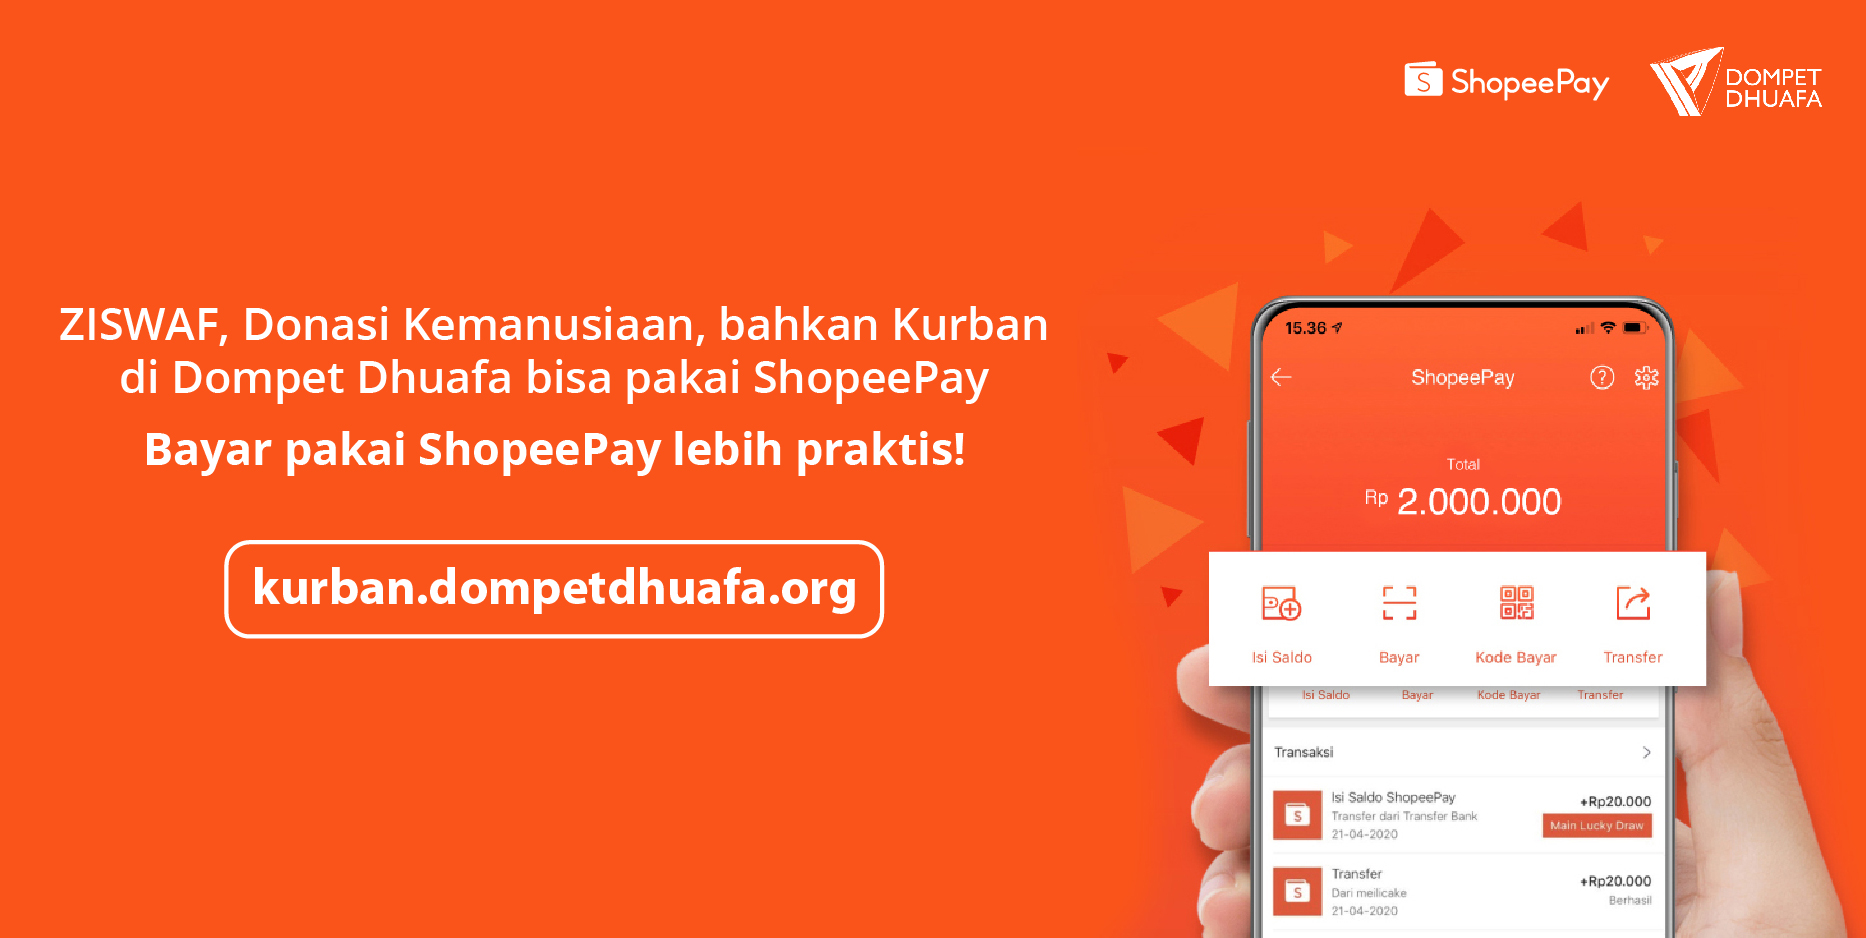 ShopeePay
DOMPET
DHUAFA
ZISWAF, Donasi Kemanusiaan, bahkan Kurban
di Dompet Dhuafa bisa pakai ShopeePay
Bayar pakai ShopeePay lebih praktis!
kurban.dompetdhuafa.org
15.36
ShopeePay
Total
Rp 2.000.000
Isi Saldo Bayar Kode Bayar Transfer
Isi Saldo Bayar Kode Bayar Transfer
Transaksi
Isi Saldo ShopeePay +Rp20.000
Transfer dari Transfer Bank Main Lucky Draw
21-04-2020
Transfer +Rp20.000
Dari meilicake Berhasil
21-04-2020